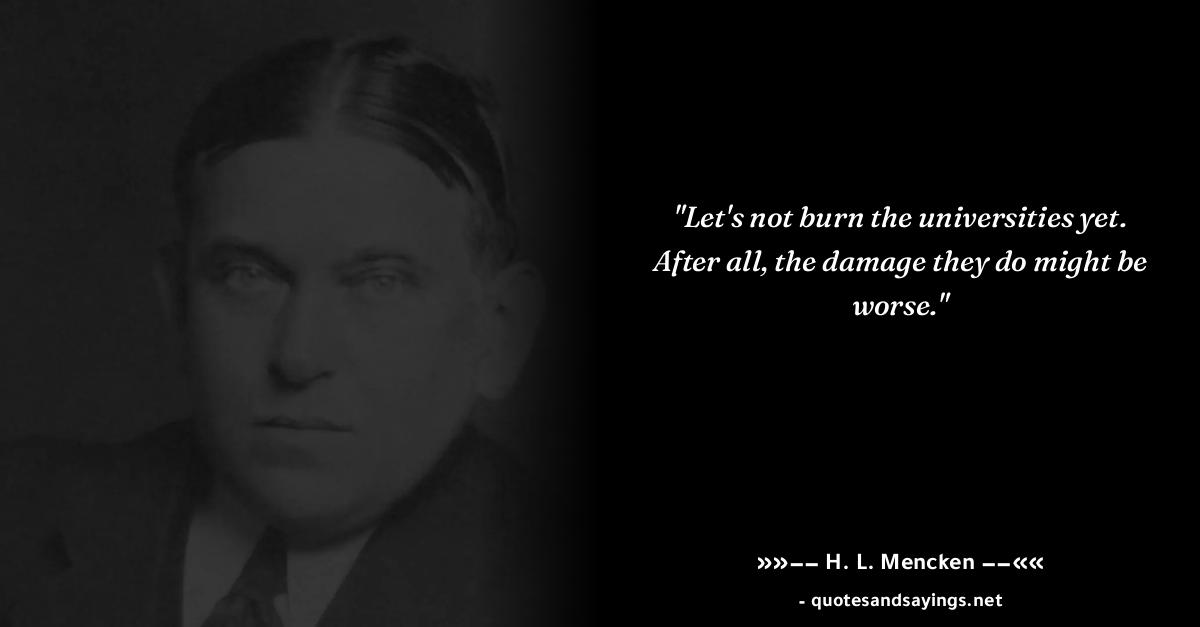 "Let's not burn the universities yet.
After all, the damage they do might be
worse."
»»−− H. L. Mencken −−««
- quotesandsayings.net